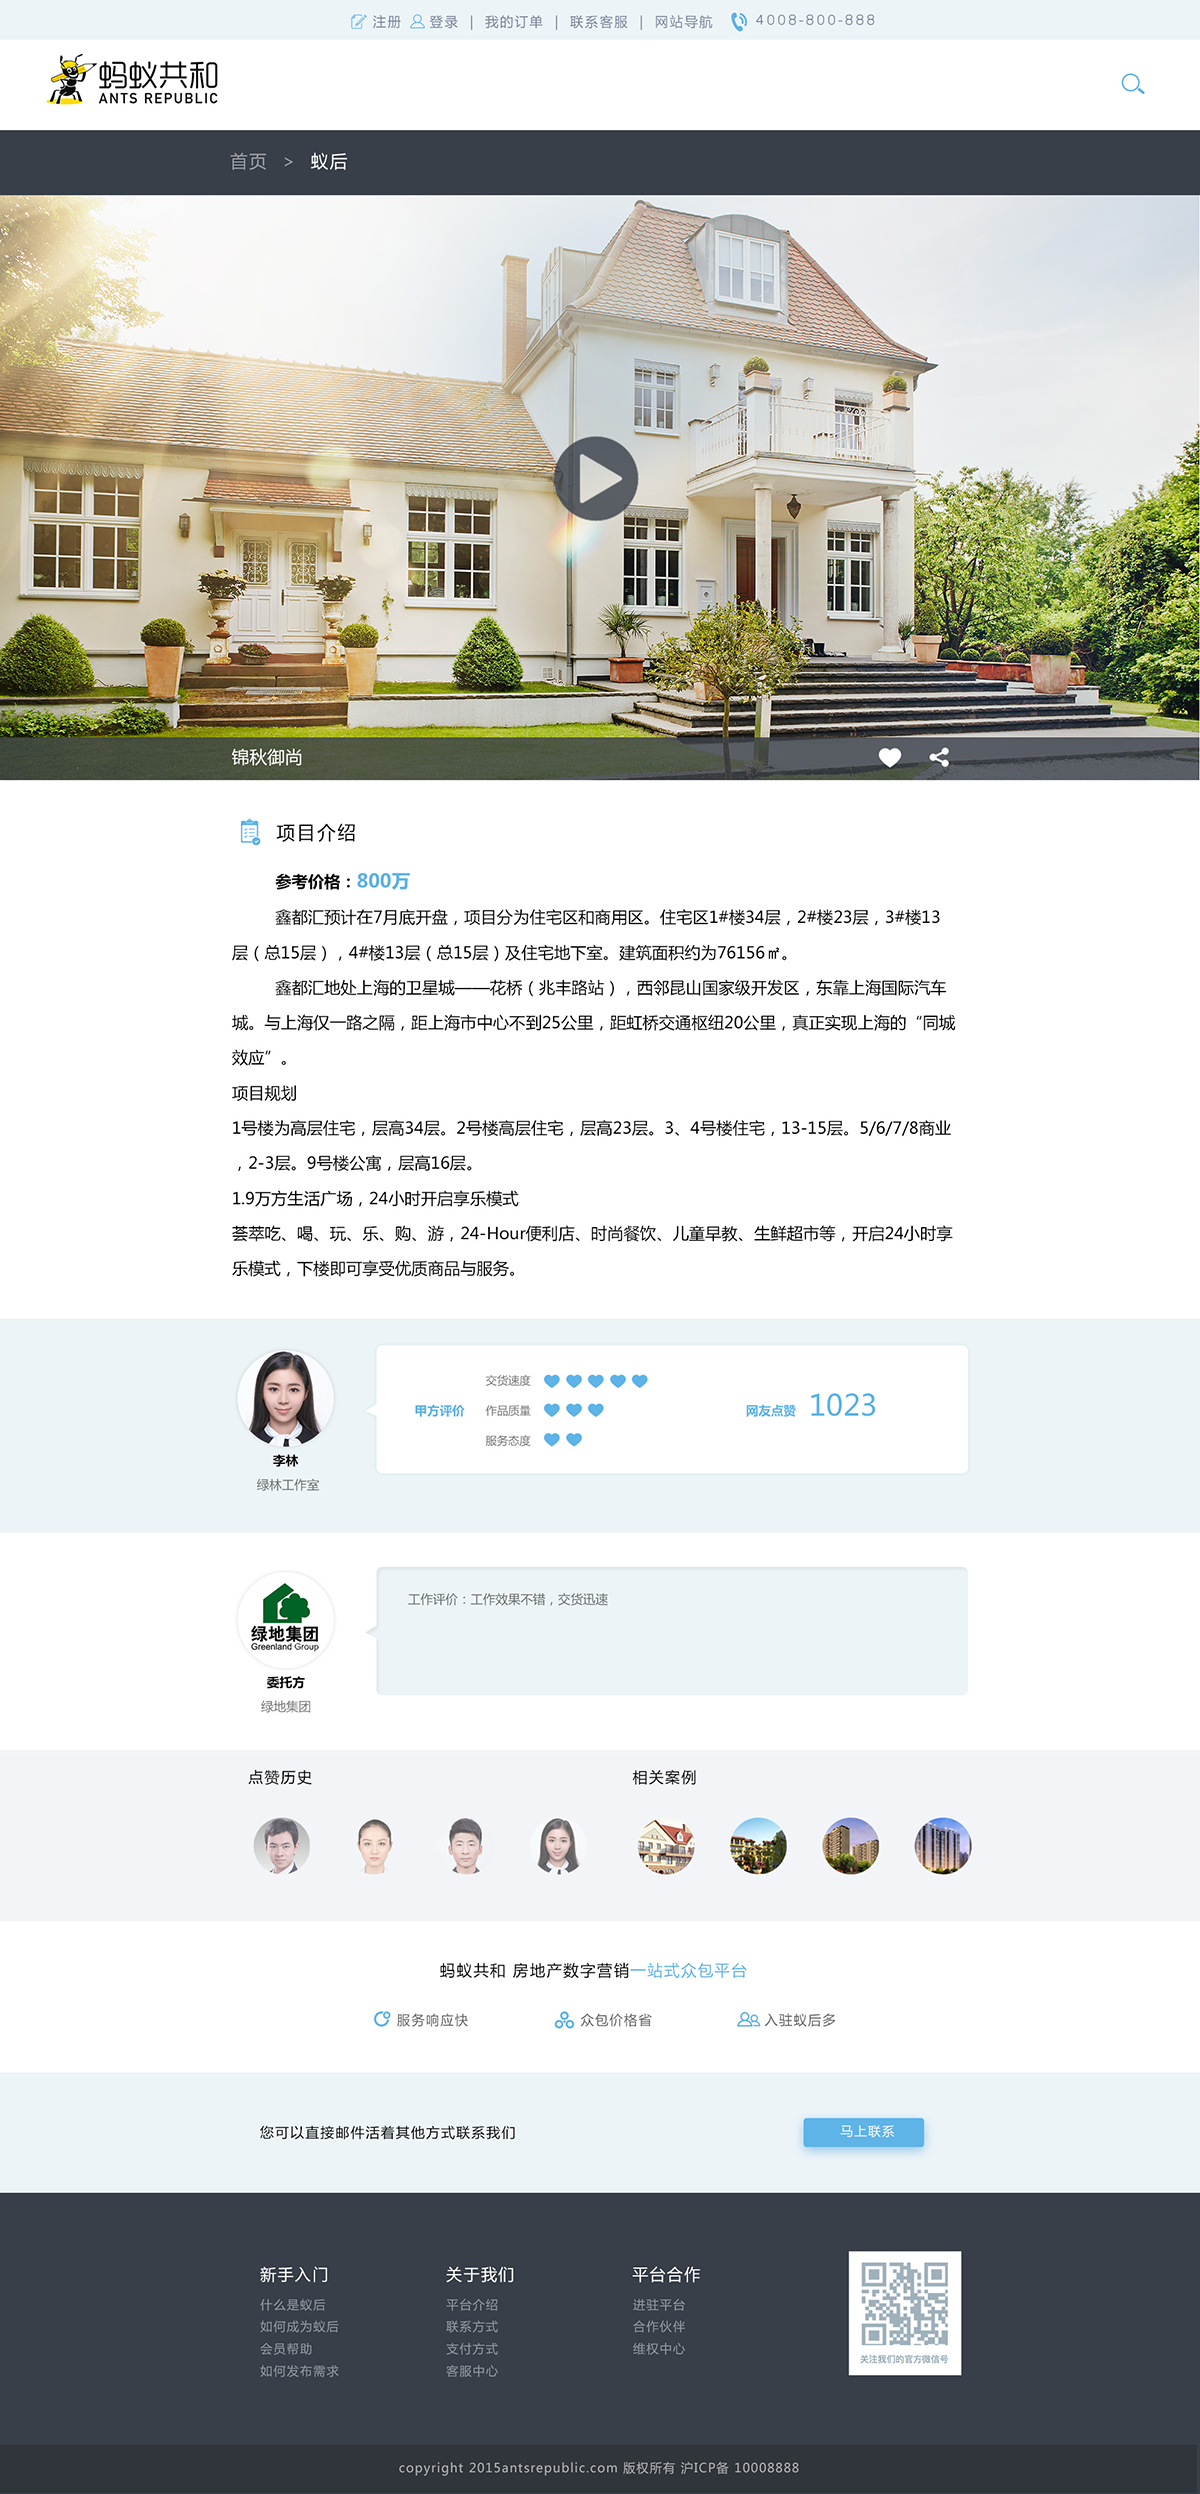 注册 登录 | 我的订单 | 联系客服 | 网站导航 4008-800-888
蚂蚁共和
ANTS REPUBLIC
首页 > 蚁后
锦秋御尚
项目介绍
参考价格：800万
鑫都汇预计在7月底开盘，项目分为住宅区和商用区。住宅区1#楼34层，2#楼23层，3#楼13
层（总15层），4#楼13层（总15层）及住宅地下室。建筑面积约为76156㎡。
鑫都汇地处上海的卫星城——花桥（兆丰路站），西邻昆山国家级开发区，东靠上海国际汽车
城。与上海仅一路之隔，距上海市中心不到25公里，距虹桥交通枢纽20公里，真正实现上海的“同城
效应”。
项目规划
1号楼为高层住宅，层高34层。2号楼高层住宅，层高23层。3、4号楼住宅，13-15层。5/6/7/8商业
，2-3层。9号楼公寓，层高16层。
1.9万方生活广场，24小时开启享乐模式
荟萃吃、喝、玩、乐、购、游，24-Hour便利店、时尚餐饮、儿童早教、生鲜超市等，开启24小时享
乐模式，下楼即可享受优质商品与服务。
李林
绿林工作室
甲方评价
交货速度
作品质量
服务态度
网友点赞 1023
绿地集团
Greenland Group
委托方
绿地集团
工作评价：工作效果不错，交货迅速
点赞历史
相关案例
蚂蚁共和 房地产数字营销一站式众包平台
服务响应快 众包价格省 入驻蚁后多
您可以直接邮件活着其他方式联系我们
马上联系
新手入门
什么是蚁后
如何成为蚁后
会员帮助
如何发布需求
关于我们
平台介绍
联系方式
支付方式
客服中心
平台合作
进驻平台
合作伙伴
维权中心
关注我们的官方微信号
copyright 2015antsrepublic.com 版权所有 沪ICP备 10008888